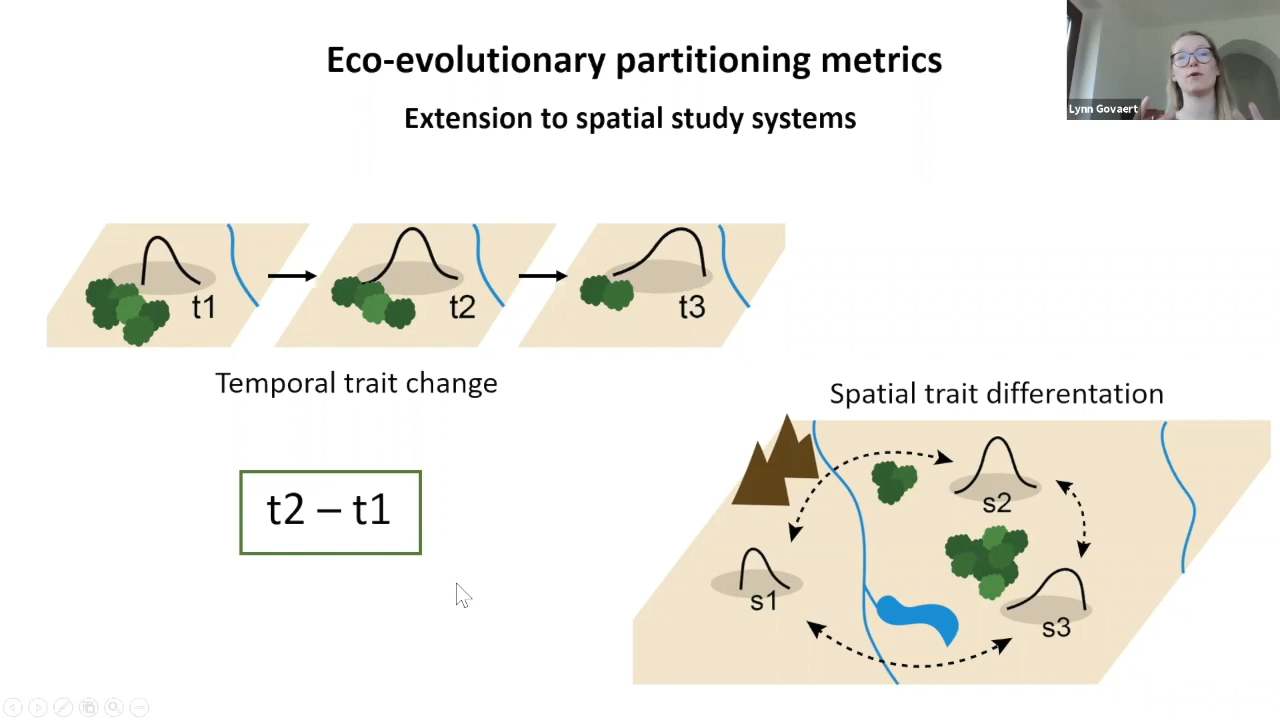 Eco-evolutionary partitioning metrics
Extension to spatial study systems
Lynn Govaert
t1
t2
t3
Temporal trait change
Spatial trait differentation
t2 – t1
s2
s1
s3